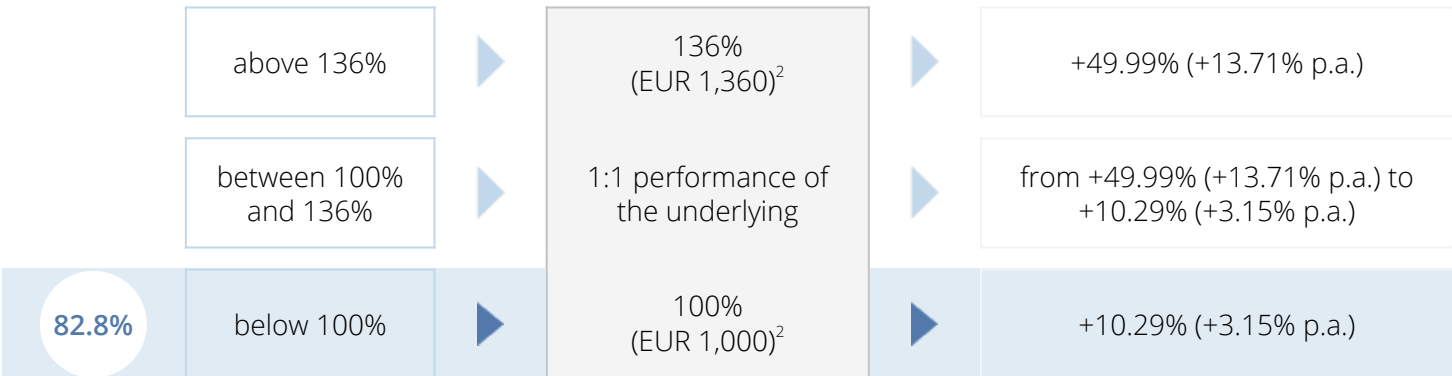 above 136%
136%
(EUR 1,360)2
+49.99% (+13.71% p.a.)
between 100%
and 136%
1:1 performance of
the underlying
from +49.99% (+13.71% p.a.) to
+10.29% (+3.15% p.a.)
82.8%
below 100%
100%
(EUR 1,000)2
+10.29% (+3.15% p.a.)